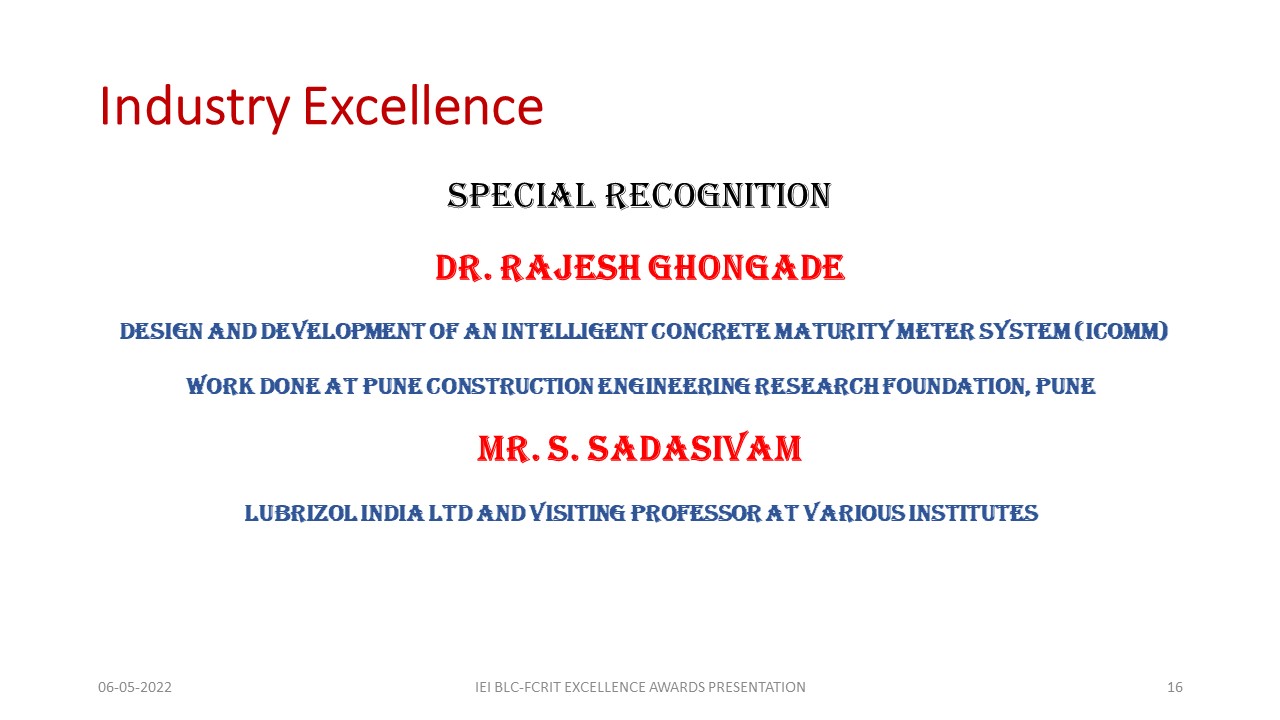 Industry Excellence
SPECIAL RECOGNITION
DR. RAJESH GHONGADE
DESIGN AND DEVELOPMENT OF AN INTELLIGENT CONCRETE MATURITY METER SYSTEM (ICOMM)
WORK DONE AT PUNE CONSTRUCTION ENGINEERING RESEARCH FOUNDATION, PUNE
MR. S. SADASIVAM
LUBRIZOL INDIA LTD AND VISITING PROFESSOR AT VARIOUS INSTITUTES
06-05-2022
IEI BLC-FCRIT EXCELLENCE AWARDS PRESENTATION
16